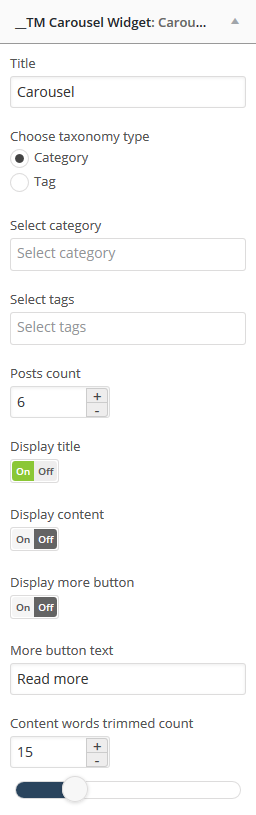 __TM Carousel Widget: Carou...
Title
Carousel
Choose taxonomy type
Category
Tag
Select category
Select category
Select tags
Select tags
Posts count
6 + -
Display title
On Off
Display content
On Off
Display more button
On Off
More button text
Read more
Content words trimmed count
15 + -